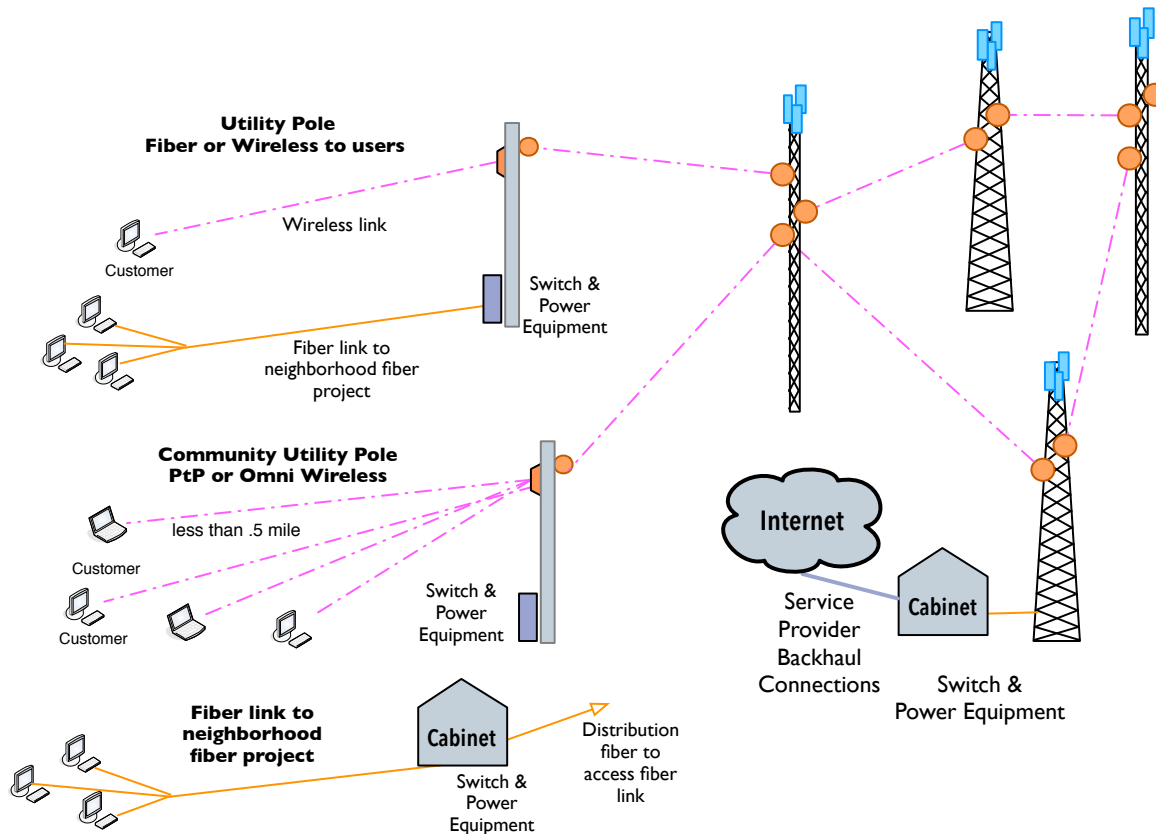 Utility Pole
Fiber or Wireless to users
Wireless link
Customer
Switch &
Power
Equipment
Fiber link to
neighborhood fiber
project
Community Utility Pole
PtP or Omni Wireless
less than .5 mile
Customer
Customer
Switch &
Power
Equipment
Internet
Cabinet
Service
Provider
Backhaul
Connections
Switch &
Power Equipment
Fiber link to
neighborhood
fiber project
Cabinet
Switch &
Power
Equipment
Distribution
fiber to
access fiber
link